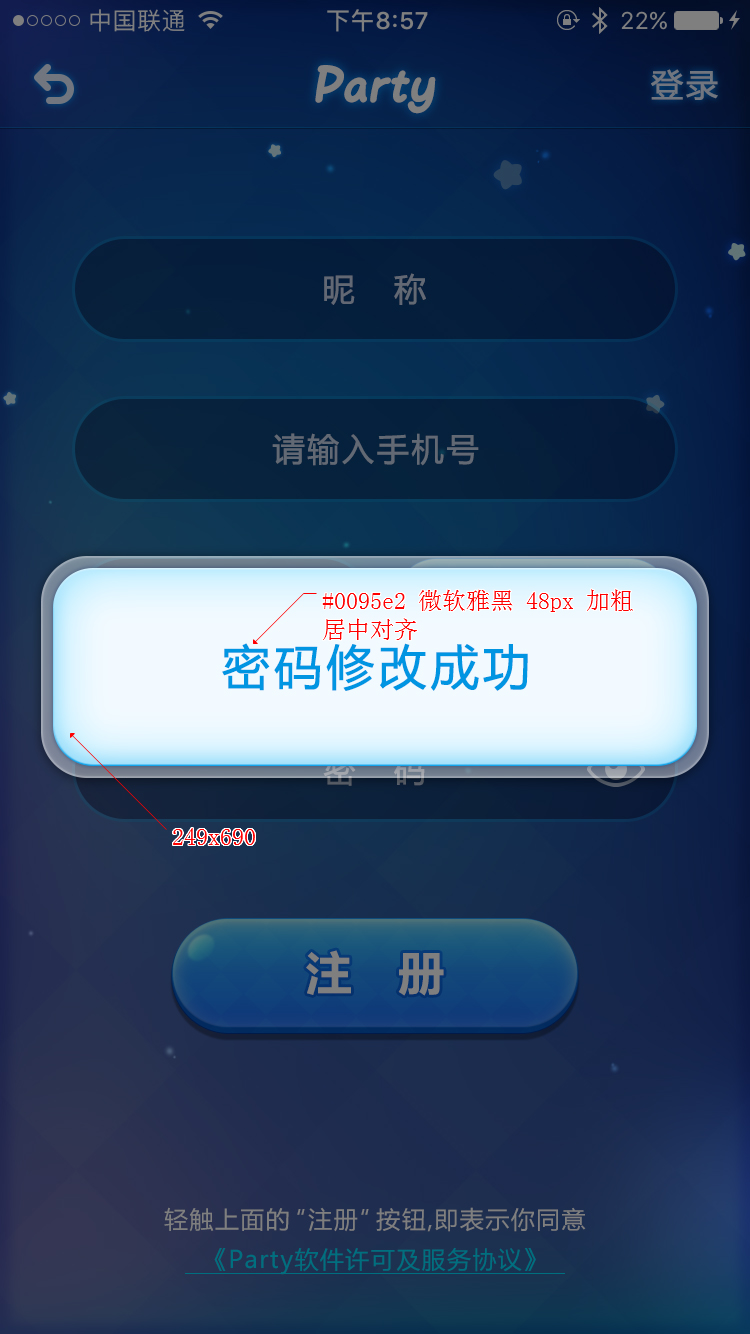 中国联通 下午8:57 22%
Party 登录
昵 称
请输入手机号
#0095e2 微软雅黑 48px 加粗
居中对齐
密码修改成功
密 码
249x690
注 册
轻触上面的“注册”按钮,即表示你同意
《Party软件许可及服务协议》